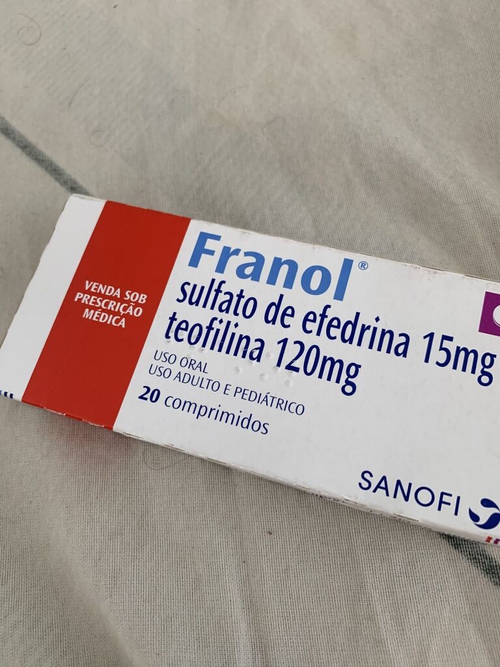 VENDA SOB
PRESCRIÇÃO
MÉDICA
Franol®
sulfato de efedrina 15mg
teofilina 120mg
USO ORAL
USO ADULTO E PEDIÁTRICO
20 comprimidos
SANOFI